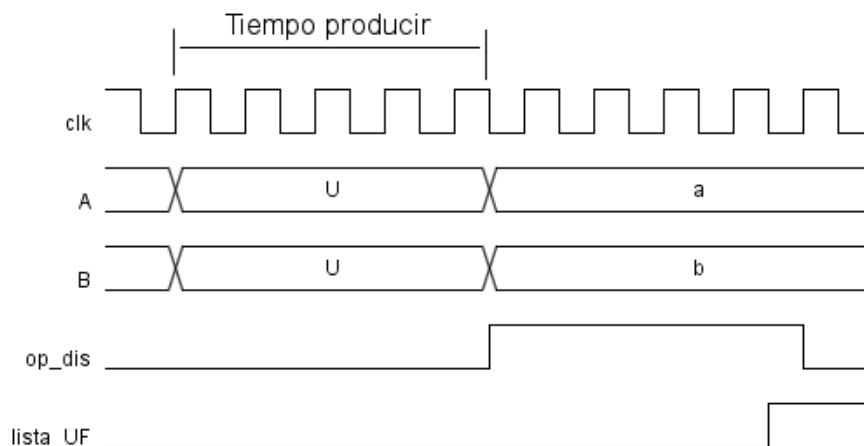 Tiempo producir
clk
A U a
B U b
op_dis
lista_UF